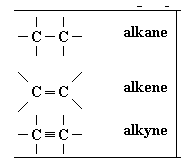 –C–C– alkane
C=C alkene
–C≡C– alkyne